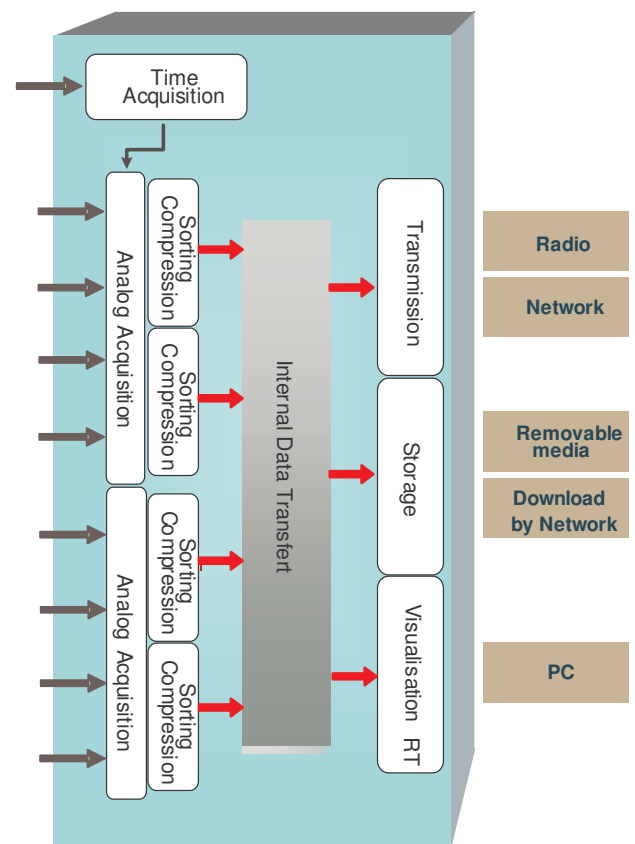 Time
Acquisition
Analog Acquisition
Sorting
Compression
Sorting
Compression
Analog Acquisition
Sorting
Compression
Sorting
Compression
Internal Data Transfert
Transmission
Storage
Visualisation RT
Radio
Network
Removable
media
Download
by Network
PC